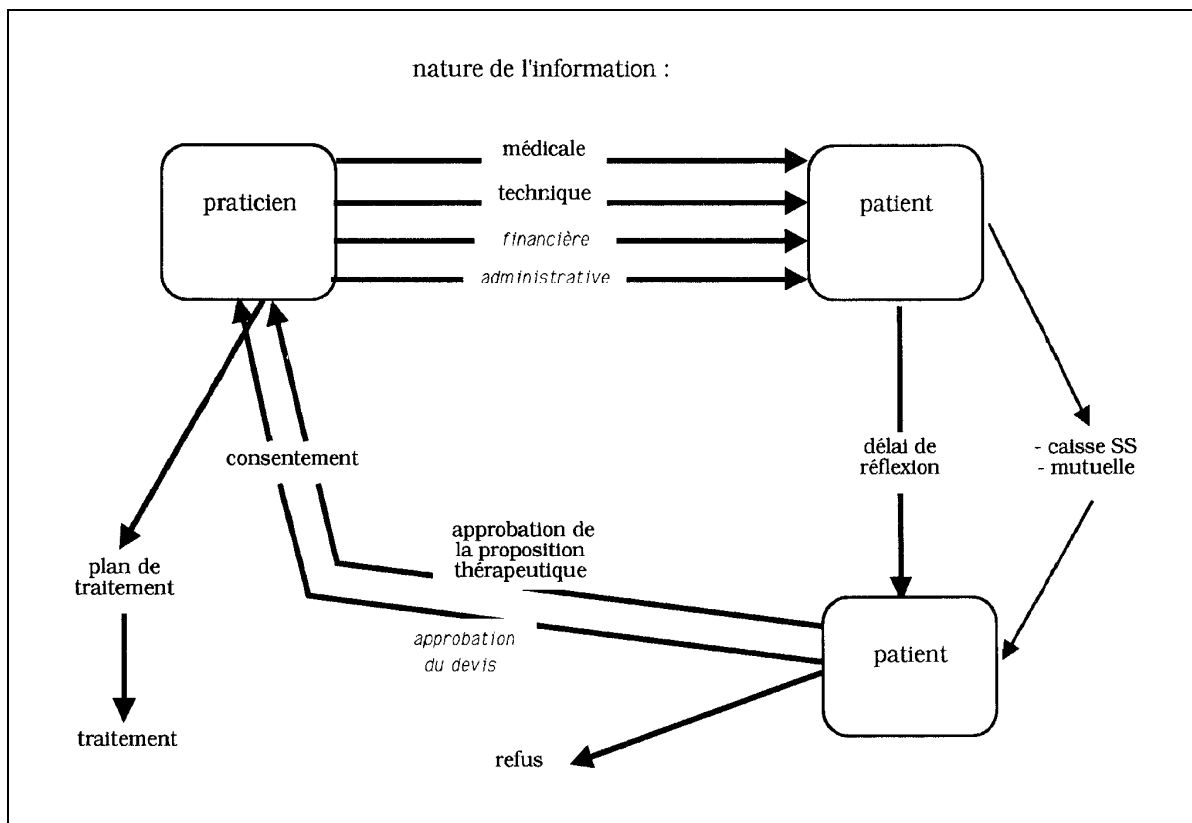 nature de l'information :
médicale
praticien
technique
patient
financière
administrative
consentement
délai de
réflexion
- caisse SS
- mutuelle
approbation de
la proposition
thérapeutique
plan de
traitement
approbation
du devis
patient
traitement
refus